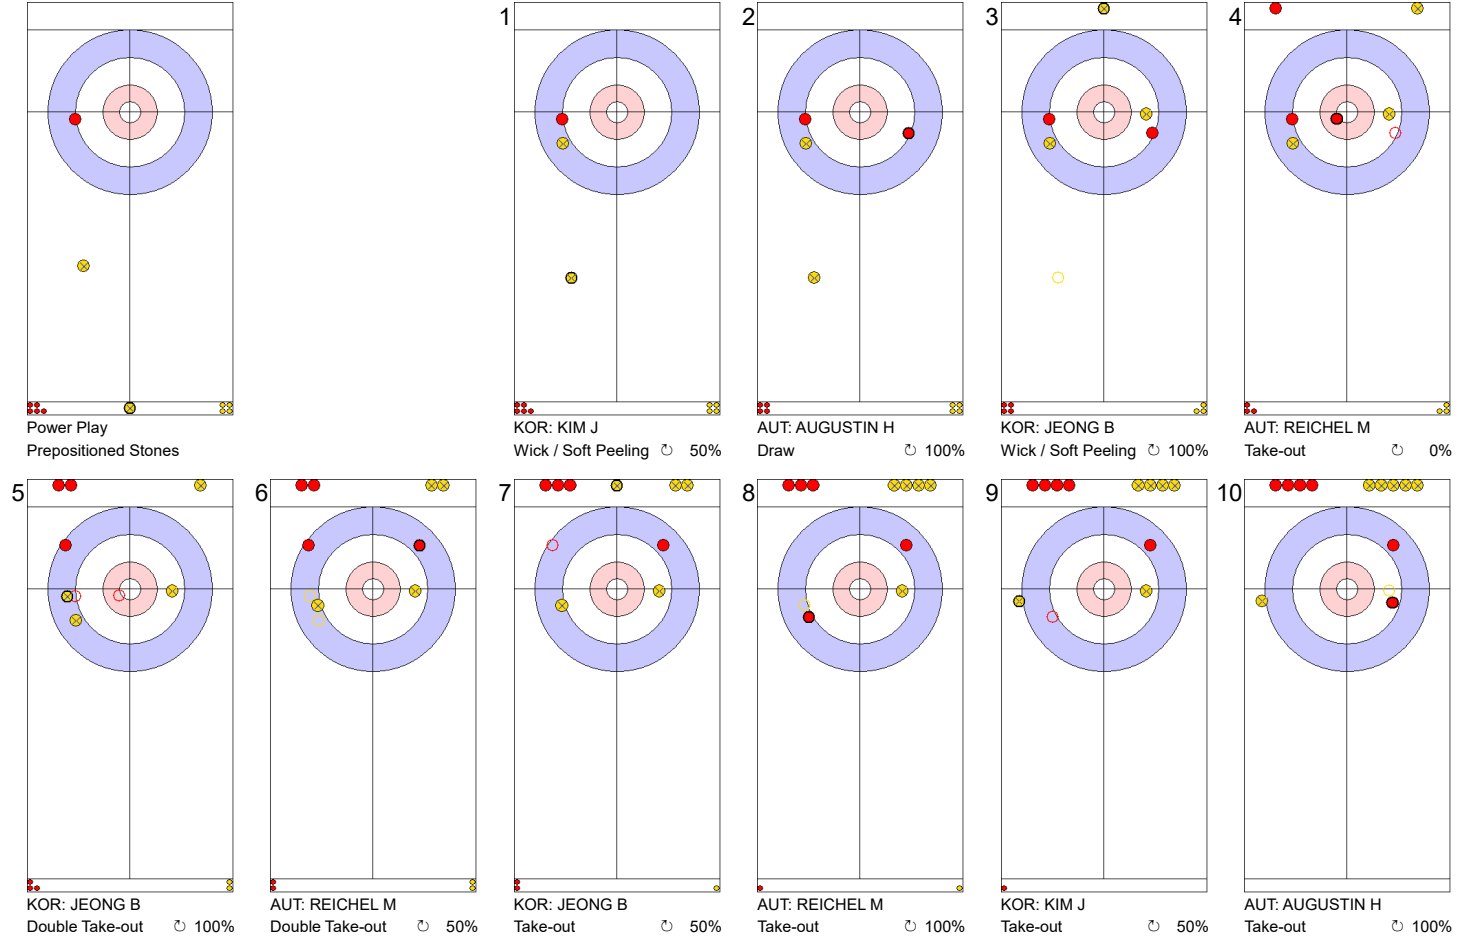 1
2
3
4
Power Play
Prepositioned Stones
KOR: KIM J
Wick / Soft Peeling ↻ 50%
AUT: AUGUSTIN H
Draw ↻ 100%
KOR: JEONG B
Wick / Soft Peeling ↻ 100%
AUT: REICHEL M
Take-out ↻ 0%
5
6
7
8
9
10
KOR: JEONG B
Double Take-out ↻ 100%
AUT: REICHEL M
Double Take-out ↻ 50%
KOR: JEONG B
Take-out ↻ 50%
AUT: REICHEL M
Take-out ↻ 100%
KOR: KIM J
Take-out ↻ 50%
AUT: AUGUSTIN H
Take-out ↻ 100%